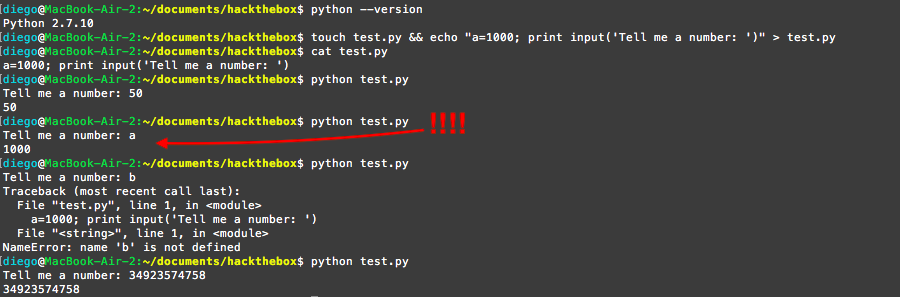 [diego@MacBook-Air-2:~/documents/hackthebox$ python --version
Python 2.7.10
[diego@MacBook-Air-2:~/documents/hackthebox$ touch test.py && echo "a=1000; print input('Tell me a number: ')" > test.py
[diego@MacBook-Air-2:~/documents/hackthebox$ cat test.py
a=1000; print input('Tell me a number: ')
[diego@MacBook-Air-2:~/documents/hackthebox$ python test.py
Tell me a number: 50
50
[diego@MacBook-Air-2:~/documents/hackthebox$ python test.py !!!!
Tell me a number: a
1000
[diego@MacBook-Air-2:~/documents/hackthebox$ python test.py
Tell me a number: b
Traceback (most recent call last):
  File "test.py", line 1, in <module>
    a=1000; print input('Tell me a number: ')
  File "<string>", line 1, in <module>
NameError: name 'b' is not defined
[diego@MacBook-Air-2:~/documents/hackthebox$ python test.py
Tell me a number: 34923574758
34923574758